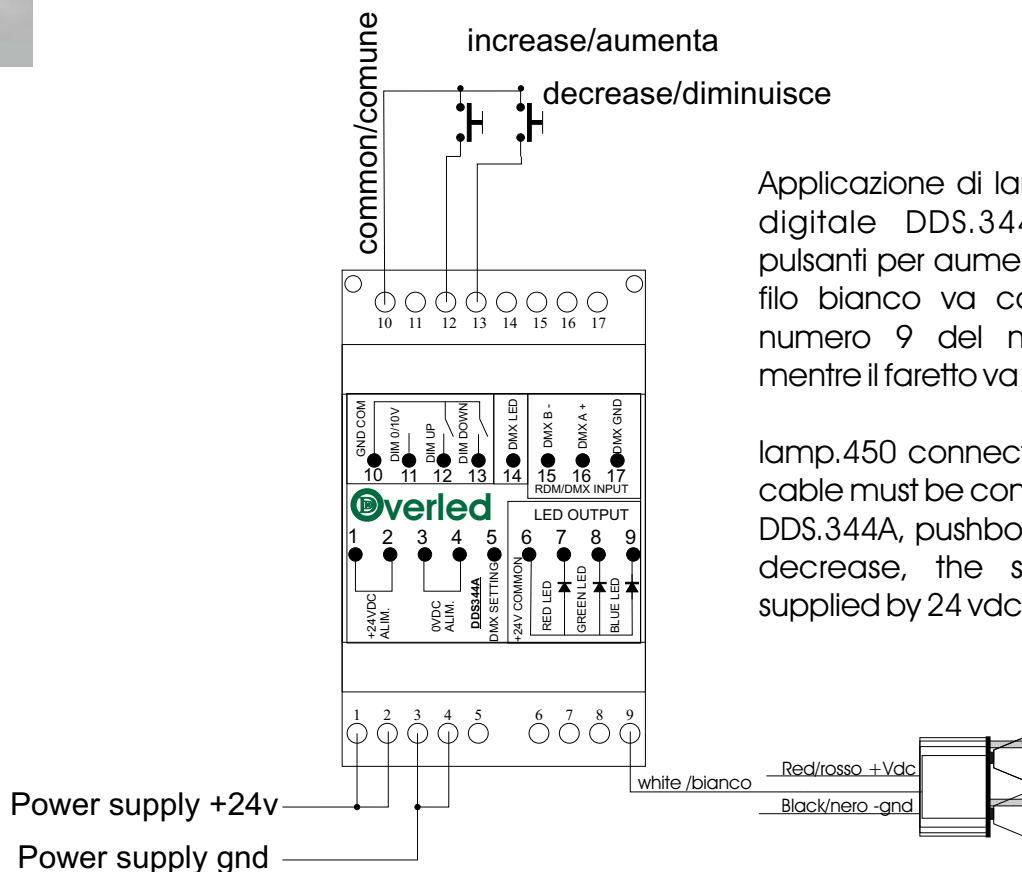 common/comune
increase/aumenta
decrease/diminuisce
10 11 12 13 14 15 16 17
GND COM
DIM 0/10V
DIM UP
DIM DOWN
DMX LED
DMX B -
DMX A +
DMX GND
10 11 12 13 14 15 16 17
RDM/DMX INPUT
Overled
LED OUTPUT
1 2 3 4 5 6 7 8 9
+24VDC
ALIM.
0VDC
ALIM.
DDS344A
DMX SETTING
+24V COMMON
RED LED
GREEN LED
BLUE LED
1 2 3 4 5 6 7 8 9
Power supply +24v
Power supply gnd
white /bianco
Red/rosso +Vdc
Black/nero -gnd
Applicazione di
digitale DDS.344
pulsanti per
filo bianco va
numero 9 del
mentre il faretto va
lamp.450
cable must be
DDS.344A,
decrease, the
supplied by 24 vdc